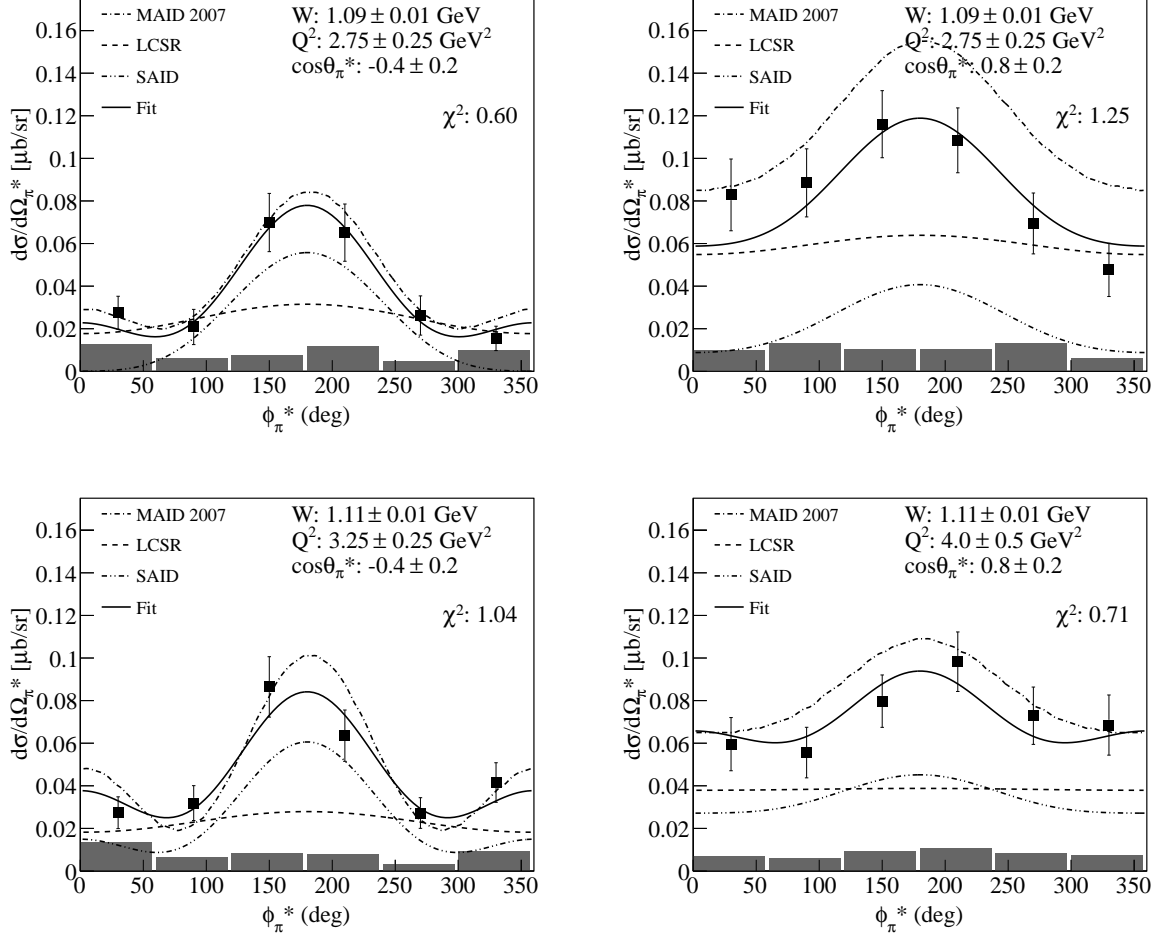 0.16
0.14
0.12
0.1
0.08
0.06
0.04
0.02
0
dσ/dΩπ* [μb/sr]
MAID 2007
LCSR
SAID
Fit
W: 1.09 ± 0.01 GeV
Q²: 2.75 ± 0.25 GeV²
cosθπ*: -0.4 ± 0.2
χ²: 0.60
0 50 100 150 200 250 300 350
ϕπ* (deg)
0.16
0.14
0.12
0.1
0.08
0.06
0.04
0.02
0
dσ/dΩπ* [μb/sr]
MAID 2007
LCSR
SAID
Fit
W: 1.09 ± 0.01 GeV
Q²: 2.75 ± 0.25 GeV²
cosθπ*: 0.8 ± 0.2
χ²: 1.25
0 50 100 150 200 250 300 350
ϕπ* (deg)
0.16
0.14
0.12
0.1
0.08
0.06
0.04
0.02
0
dσ/dΩπ* [μb/sr]
MAID 2007
LCSR
SAID
Fit
W: 1.11 ± 0.01 GeV
Q²: 3.25 ± 0.25 GeV²
cosθπ*: -0.4 ± 0.2
χ²: 1.04
0 50 100 150 200 250 300 350
ϕπ* (deg)
0.16
0.14
0.12
0.1
0.08
0.06
0.04
0.02
0
dσ/dΩπ* [μb/sr]
MAID 2007
LCSR
SAID
Fit
W: 1.11 ± 0.01 GeV
Q²: 4.0 ± 0.5 GeV²
cosθπ*: 0.8 ± 0.2
χ²: 0.71
0 50 100 150 200 250 300 350
ϕπ* (deg)